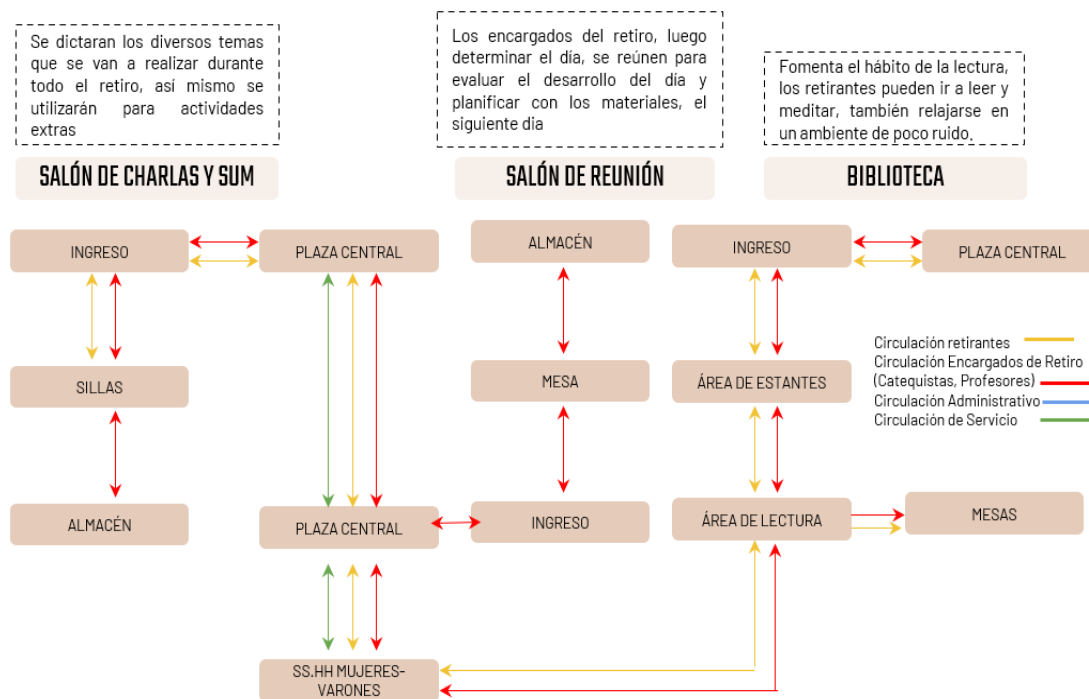 Se dictaran los diversos temas
que se van a realizar durante
todo el retiro, así mismo se
utilizarán para actividades
extras
SALÓN DE CHARLAS Y SUM
Los encargados del retiro, luego
determinar el día, se reúnen para
evaluar el desarrollo del día y
planificar con los materiales, el
siguiente dia
SALÓN DE REUNIÓN
Fomenta el hábito de la lectura,
los retirantes pueden ir a leer y
meditar, también relajarse en
un ambiente de poco ruido.
BIBLIOTECA
INGRESO
PLAZA CENTRAL
SILLAS
ALMACÉN
PLAZA CENTRAL
SS.HH MUJERES-
VARONES
ALMACÉN
MESA
INGRESO
INGRESO
PLAZA CENTRAL
ÁREA DE ESTANTES
ÁREA DE LECTURA
MESAS
Circulación retirantes
Circulación Encargados de Retiro
(Catequistas, Profesores)
Circulación Administrativo
Circulación de Servicio